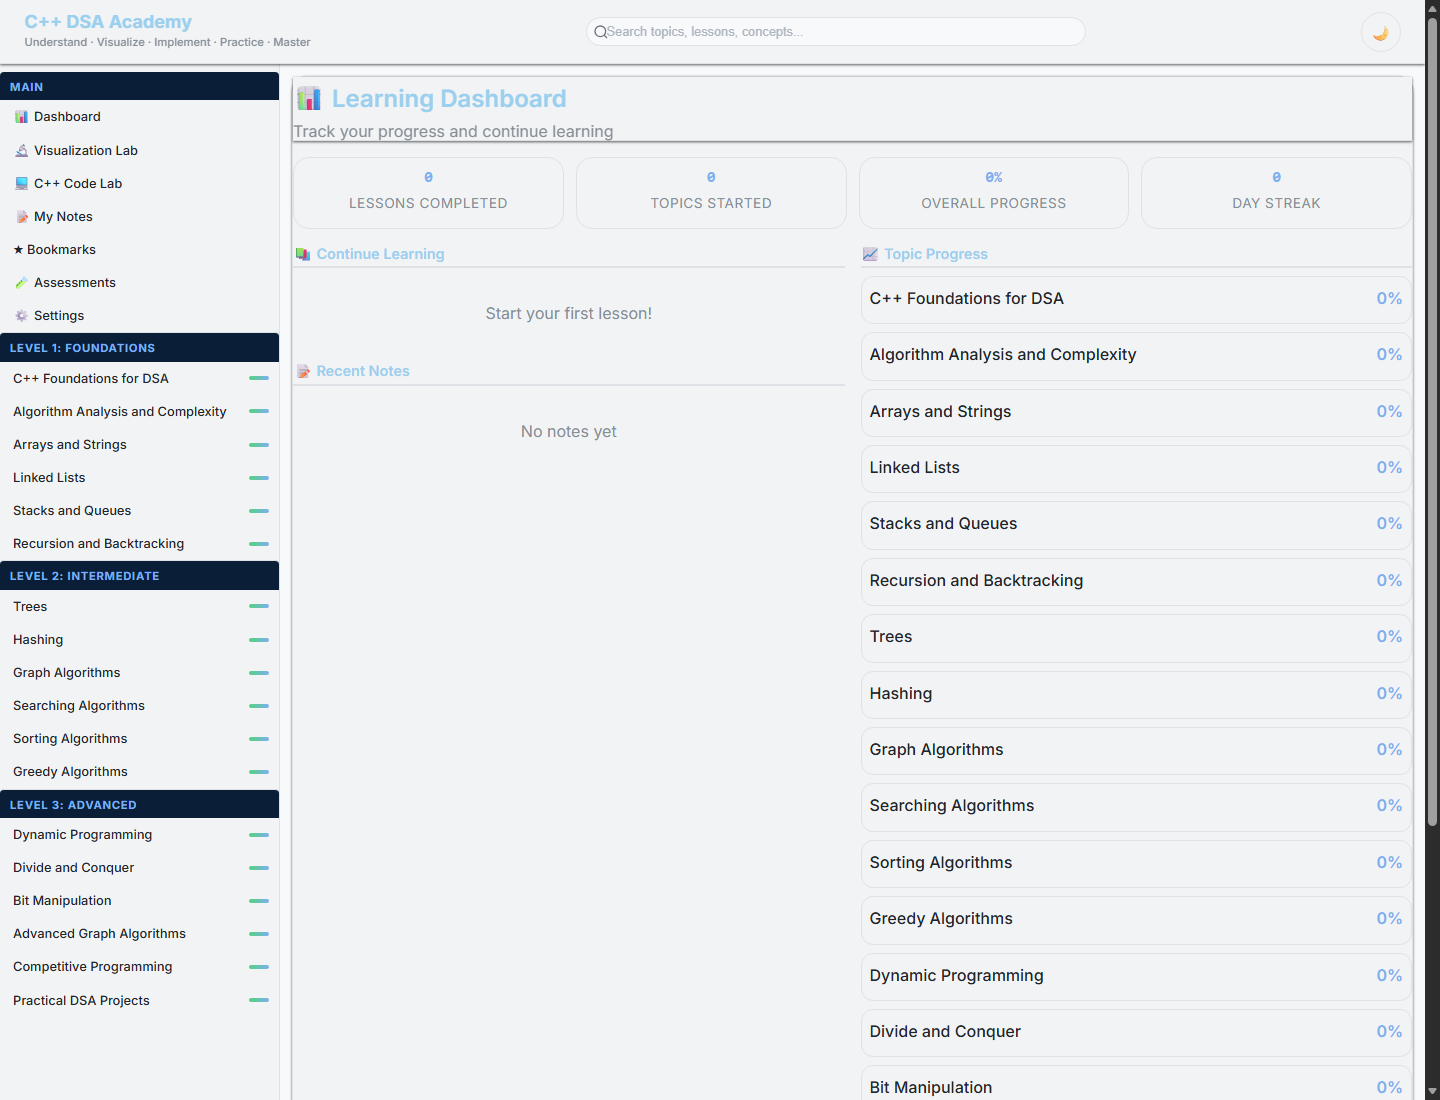 C++ DSA Academy
Understand · Visualize · Implement · Practice · Master
Search topics, lessons, concepts...
MAIN
Dashboard
Visualization Lab
C++ Code Lab
My Notes
★ Bookmarks
Assessments
Settings
LEVEL 1: FOUNDATIONS
C++ Foundations for DSA
Algorithm Analysis and Complexity
Arrays and Strings
Linked Lists
Stacks and Queues
Recursion and Backtracking
LEVEL 2: INTERMEDIATE
Trees
Hashing
Graph Algorithms
Searching Algorithms
Sorting Algorithms
Greedy Algorithms
LEVEL 3: ADVANCED
Dynamic Programming
Divide and Conquer
Bit Manipulation
Advanced Graph Algorithms
Competitive Programming
Practical DSA Projects
Learning Dashboard
Track your progress and continue learning
0
LESSONS COMPLETED
0
TOPICS STARTED
0%
OVERALL PROGRESS
0
DAY STREAK
Continue Learning
Start your first lesson!
Recent Notes
No notes yet
Topic Progress
C++ Foundations for DSA 0%
Algorithm Analysis and Complexity 0%
Arrays and Strings 0%
Linked Lists 0%
Stacks and Queues 0%
Recursion and Backtracking 0%
Trees 0%
Hashing 0%
Graph Algorithms 0%
Searching Algorithms 0%
Sorting Algorithms 0%
Greedy Algorithms 0%
Dynamic Programming 0%
Divide and Conquer 0%
Bit Manipulation 0%